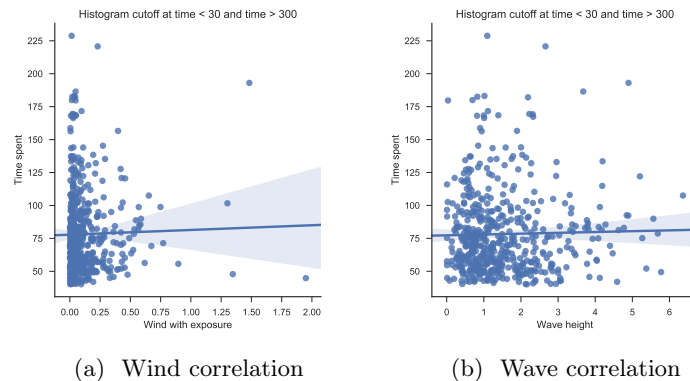 Histogram cutoff at time < 30 and time > 300
225
200
175
150
125
100
75
50
Time spent
0.00 0.25 0.50 0.75 1.00 1.25 1.50 1.75 2.00
Wind with exposure
(a) Wind correlation
Histogram cutoff at time < 30 and time > 300
225
200
175
150
125
100
75
50
Time spent
0 1 2 3 4 5 6
Wave height
(b) Wave correlation